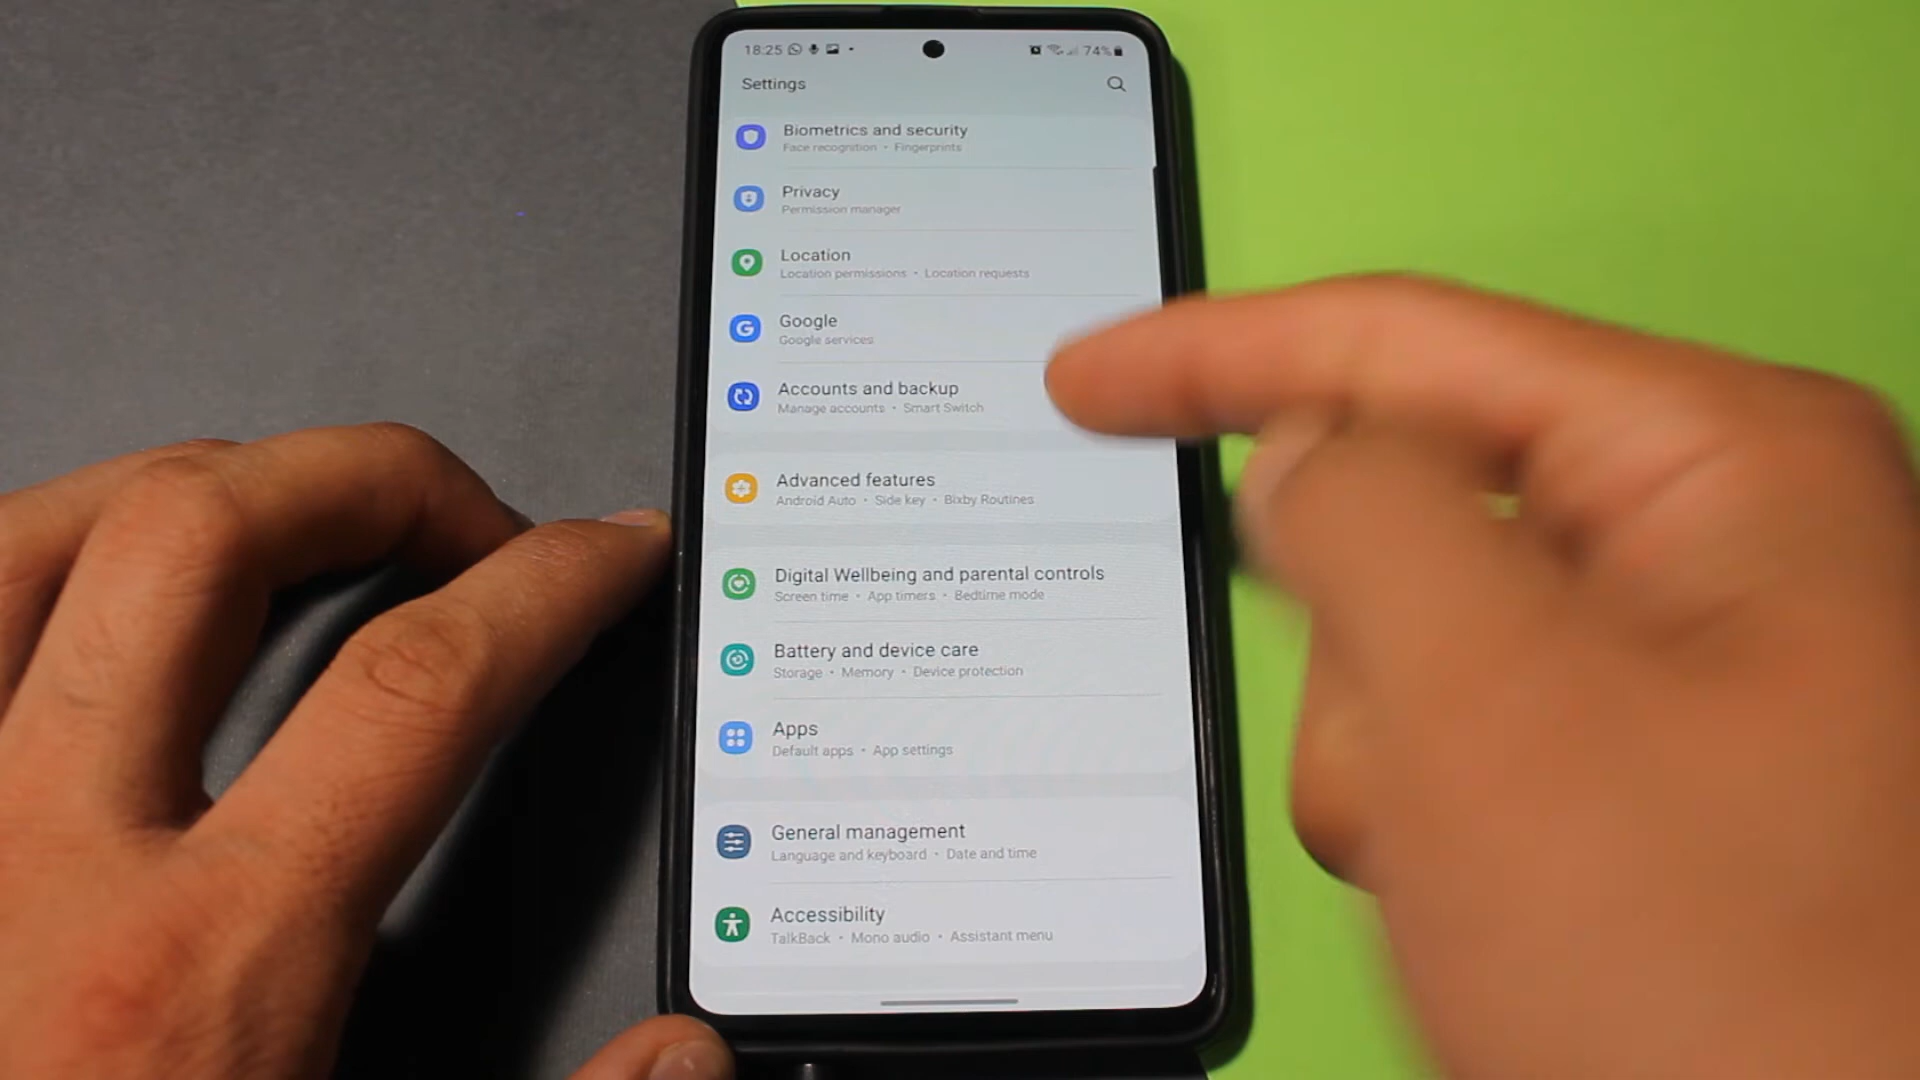 18:25
74%
Settings
Biometrics and security
Face recognition • Fingerprints
Privacy
Permission manager
Location
Location permissions • Location requests
G
Google
Google services
Accounts and backup
Manage accounts • Smart Switch
Advanced features
Android Auto • Side key • Bixby Routines
Digital Wellbeing and parental controls
Screen time • App timers • Bedtime mode
Battery and device care
Storage • Memory • Device protection
Apps
Default apps • App settings
General management
Language and keyboard • Date and time
Accessibility
TalkBack • Mono audio • Assistant menu